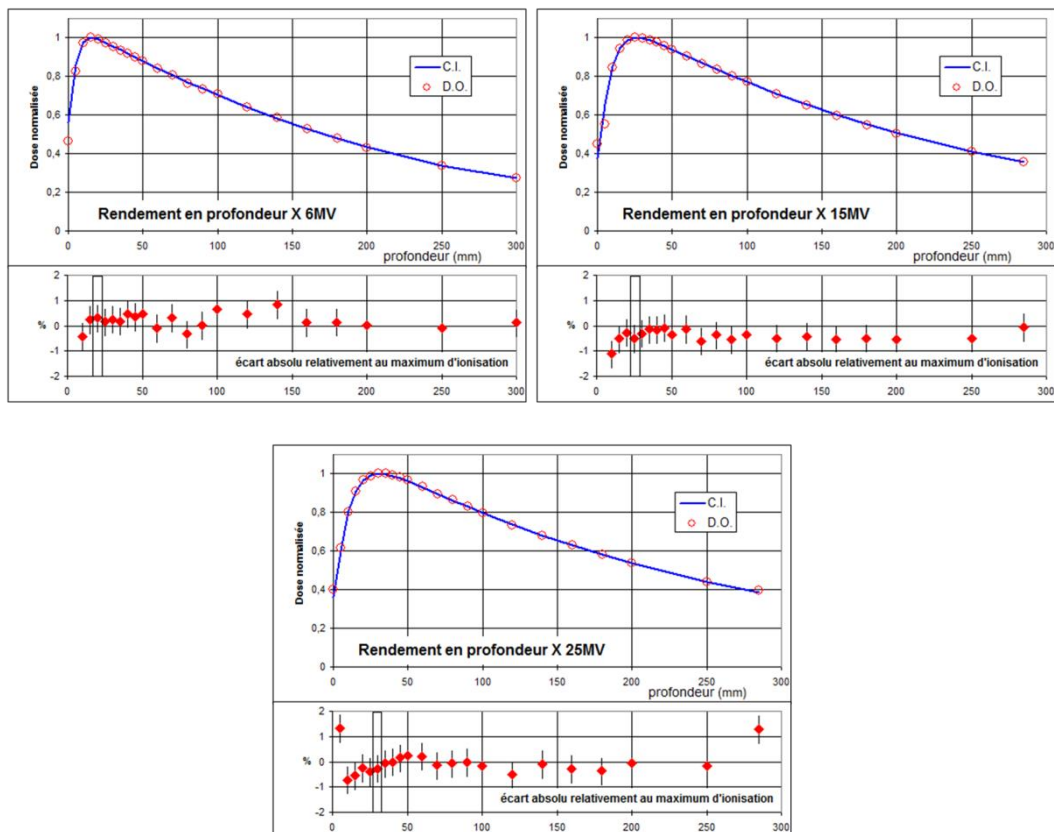 1
0,8
0,6
0,4
0,2
0
Dose normalisée
C.I.
D.O.
Rendement en profondeur X 6MV
0 50 100 150 200 250 300
profondeur (mm)
2
1
0
-1
-2
%
écart absolu relativement au maximum d'ionisation
0 50 100 150 200 250 300
1
0,8
0,6
0,4
0,2
0
Dose normalisée
C.I.
D.O.
Rendement en profondeur X 15MV
0 50 100 150 200 250 300
profondeur (mm)
2
1
0
-1
-2
%
écart absolu relativement au maximum d'ionisation
0 50 100 150 200 250 300
1
0,8
0,6
0,4
0,2
0
Dose normalisée
C.I.
D.O.
Rendement en profondeur X 25MV
0 50 100 150 200 250 300
profondeur (mm)
2
1
0
-1
-2
%
écart absolu relativement au maximum d'ionisation
0 50 100 150 200 250 300